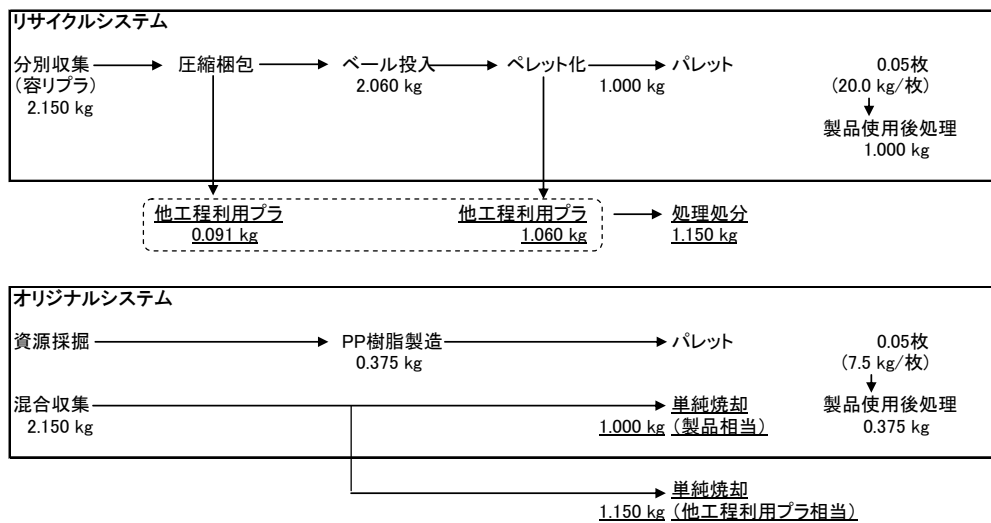 リサイクルシステム
分別収集 圧縮梱包 ベール投入 ペレット化 パレット 0.05枚
(容リプラ) 2.060 kg 1.000 kg (20.0 kg/枚)
2.150 kg
製品使用後処理
1.000 kg
他工程利用プラ 他工程利用プラ 処理処分
0.091 kg 1.060 kg 1.150 kg
オリジナルシステム
資源採掘 PP樹脂製造 パレット 0.05枚
0.375 kg (7.5 kg/枚)
混合収集 単純焼却 製品使用後処理
2.150 kg 1.000 kg (製品相当) 0.375 kg
単純焼却
1.150 kg (他工程利用プラ相当)